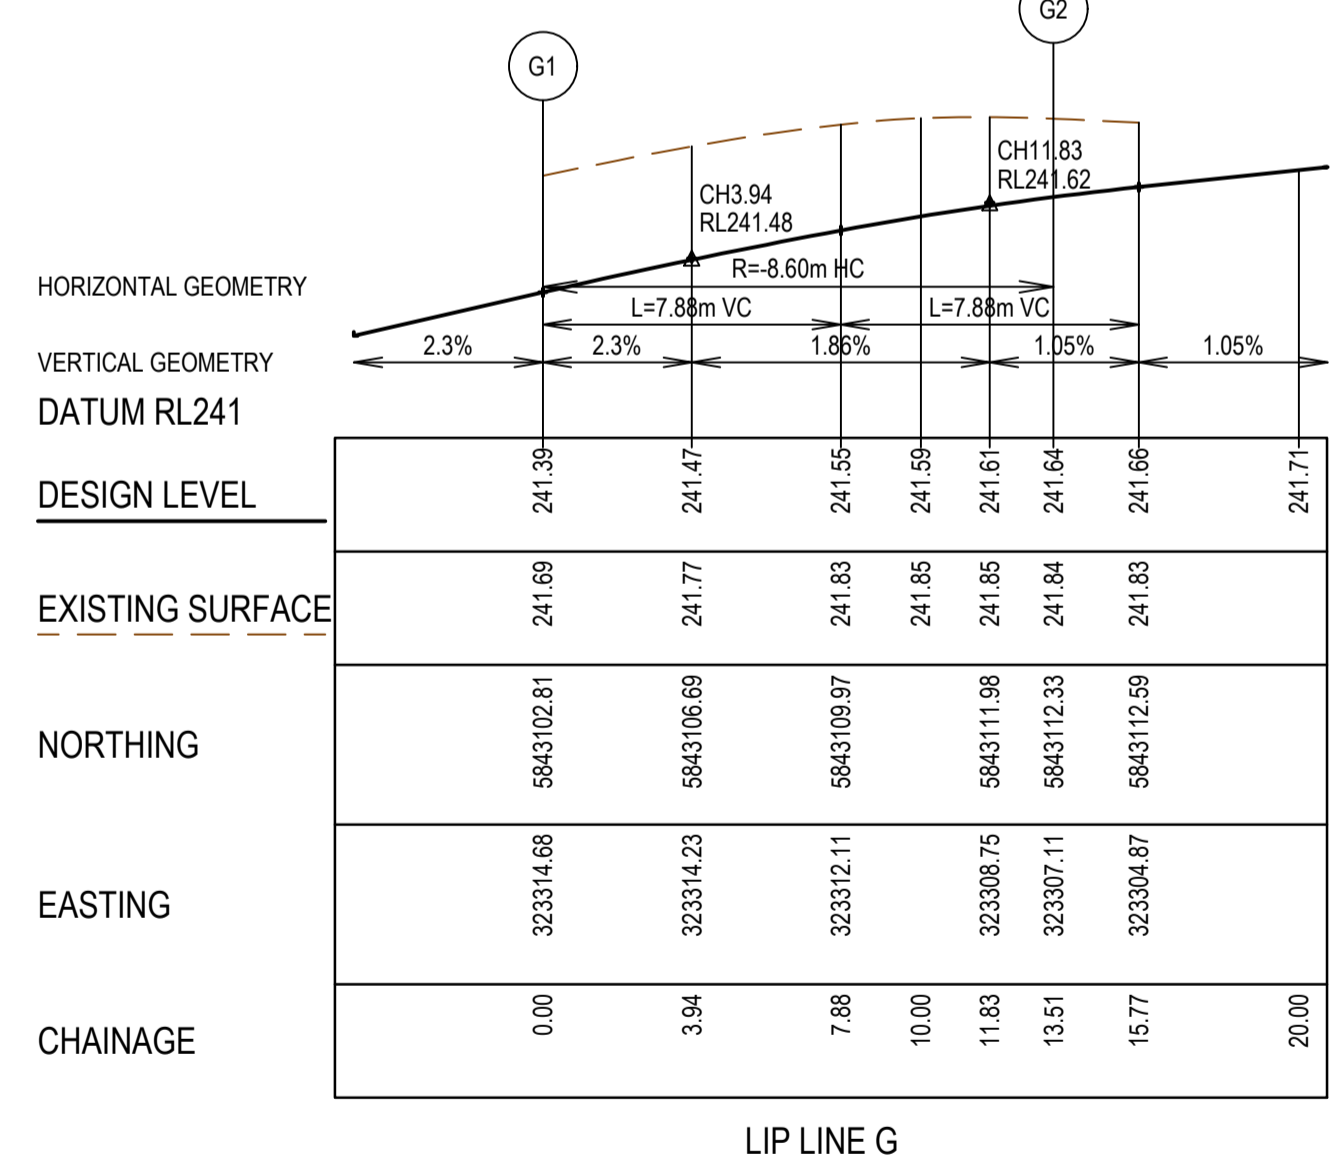 G2
G1
CH11.83
RL241.62
CH3.94
RL241.48
R=-8.60m HC
HORIZONTAL GEOMETRY
L=7.88m VC L=7.88m VC
2.3% 2.3% 1.86% 1.05% 1.05%
VERTICAL GEOMETRY
DATUM RL241
DESIGN LEVEL 241.39 241.47 241.55 241.59 241.61 241.64 241.66 241.71
EXISTING SURFACE 241.69 241.77 241.83 241.85 241.85 241.84 241.83
NORTHING 5843102.81 5843106.69 5843109.97 5843111.98 5843112.33 5843112.59
EASTING 323314.68 323314.23 323312.11 323308.75 323307.11 323304.87
CHAINAGE 0.00 3.94 7.88 10.00 11.83 13.51 15.77 20.00
LIP LINE G